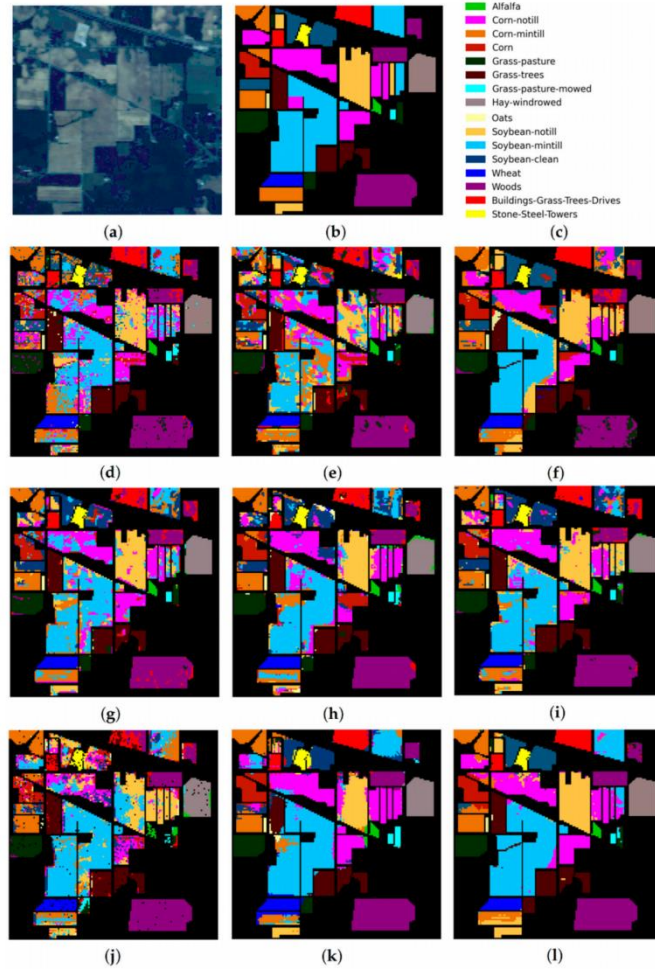 Alfalfa
Corn-notill
Corn-mintill
Corn
Grass-pasture
Grass-trees
Grass-pasture-mowed
Hay-windrowed
Oats
Soybean-notill
Soybean-mintill
Soybean-clean
Wheat
Woods
Buildings-Grass-Trees-Drives
Stone-Steel-Towers
(a) (b) (c)
(d) (e) (f)
(g) (h) (i)
(j) (k) (l)